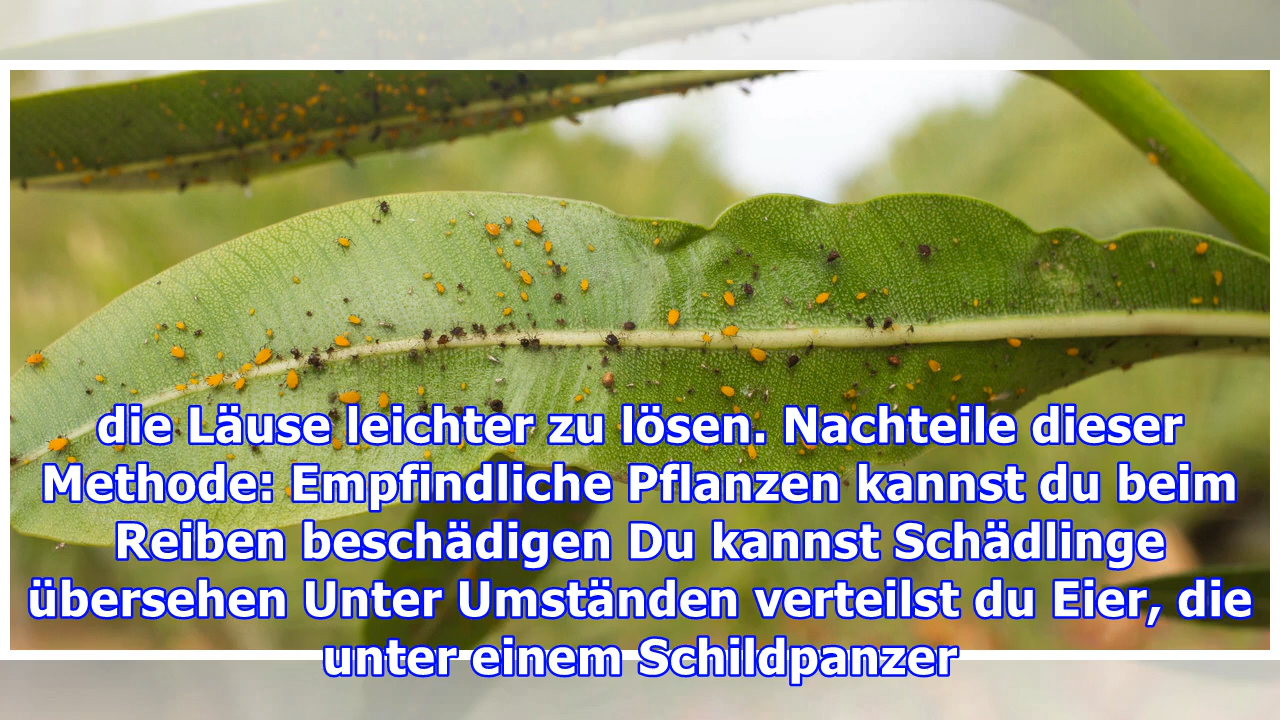 die Läuse leichter zu lösen. Nachteile dieser
Methode: Empfindliche Pflanzen kannst du beim
Reiben beschädigen Du kannst Schädlinge
übersehen Unter Umständen verteilst du Eier, die
unter einem Schildpanzer